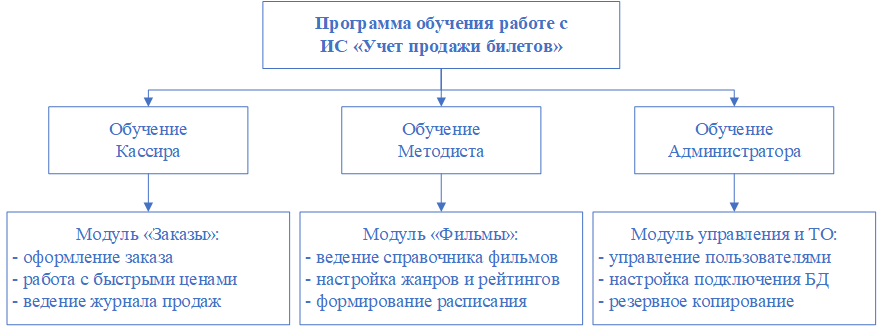 Программа обучения работе с
ИС «Учет продажи билетов»
Обучение
Кассира
Обучение
Методиста
Обучение
Администратора
Модуль «Заказы»:
- оформление заказа
- работа с быстрыми ценами
- ведение журнала продаж
Модуль «Фильмы»:
- ведение справочника фильмов
- настройка жанров и рейтингов
- формирование расписания
Модуль управления и ТО:
- управление пользователями
- настройка подключения БД
- резервное копирование